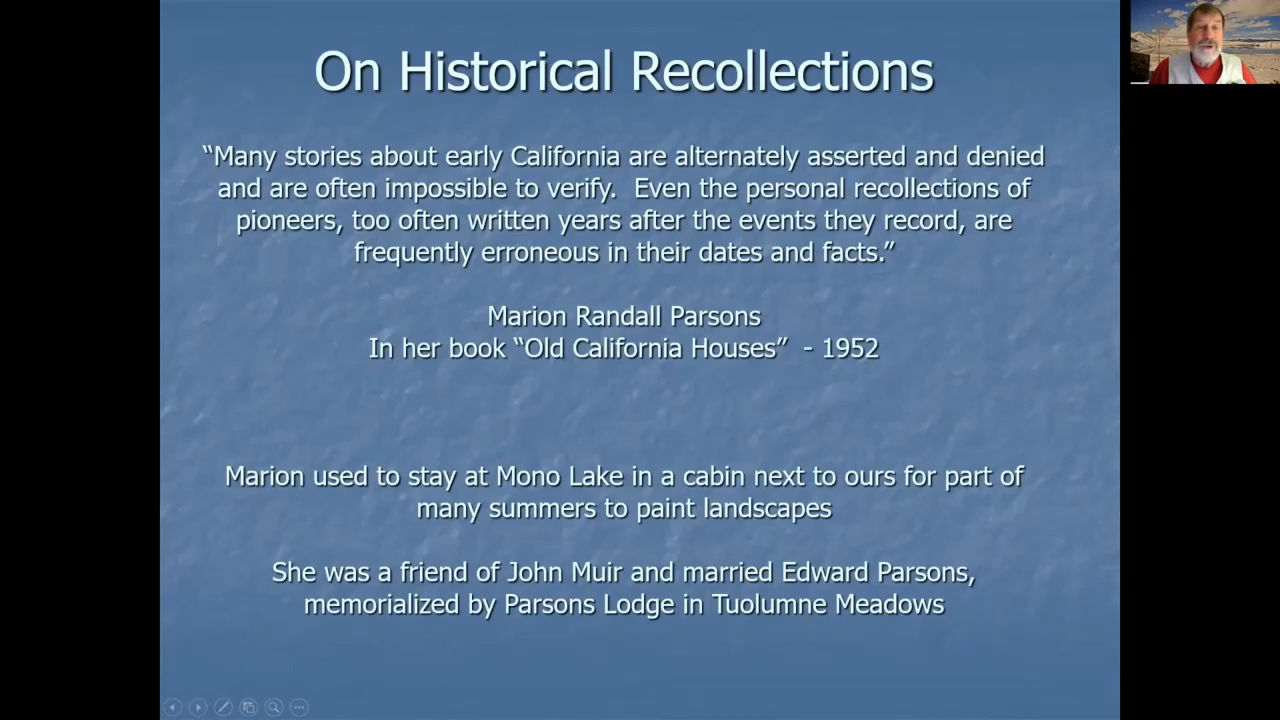 On Historical Recollections
“Many stories about early California are alternately asserted and denied
and are often impossible to verify.  Even the personal recollections of
pioneers, too often written years after the events they record, are
frequently erroneous in their dates and facts.”
Marion Randall Parsons
In her book “Old California Houses”  - 1952
Marion used to stay at Mono Lake in a cabin next to ours for part of
many summers to paint landscapes
She was a friend of John Muir and married Edward Parsons,
memorialized by Parsons Lodge in Tuolumne Meadows